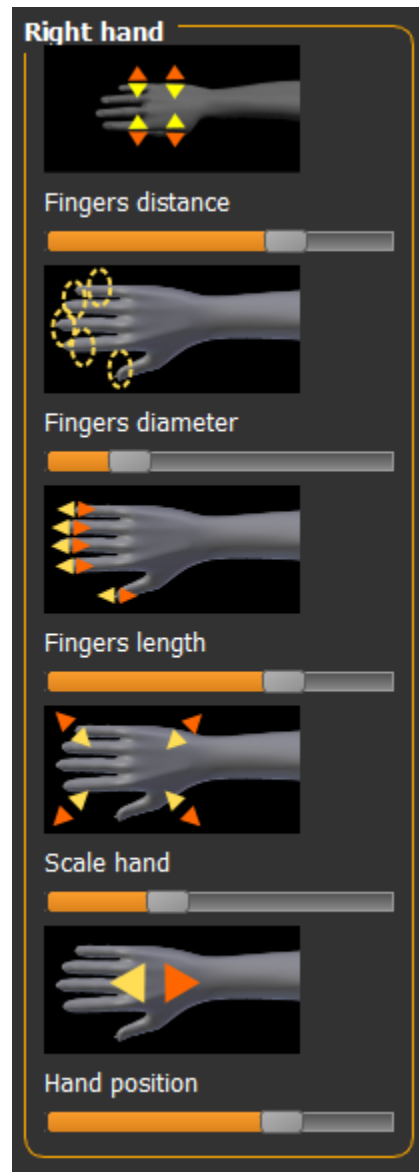 Right hand
Fingers distance
Fingers diameter
Fingers length
Scale hand
Hand position